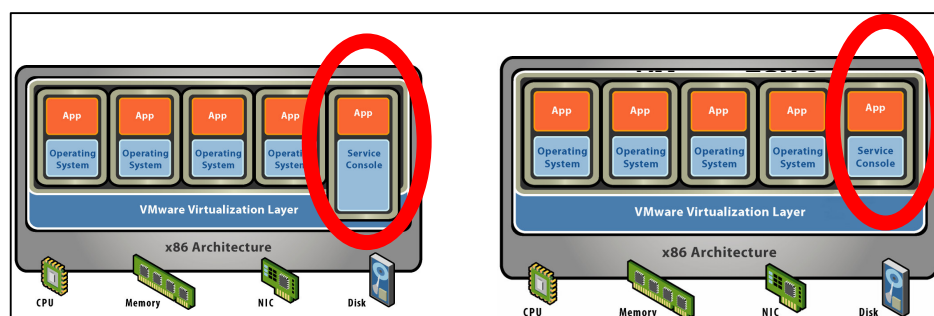 App App App App App
Operating System Operating System Operating System Operating System Service Console
VMware Virtualization Layer
x86 Architecture
CPU Memory NIC Disk
App App App App App
Operating System Operating System Operating System Operating System Service Console
VMware Virtualization Layer
x86 Architecture
CPU Memory NIC Disk